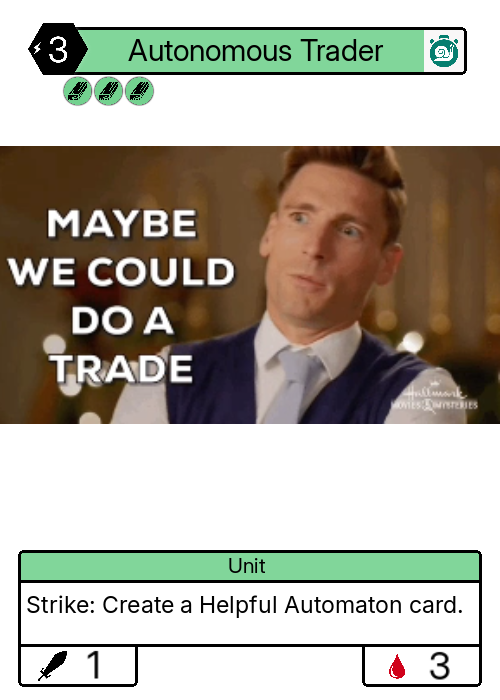 3 Autonomous Trader
MAYBE
WE COULD
DO A
TRADE
Hallmark
MOVIES & MYSTERIES
Unit
Strike: Create a Helpful Automaton card.
1 3